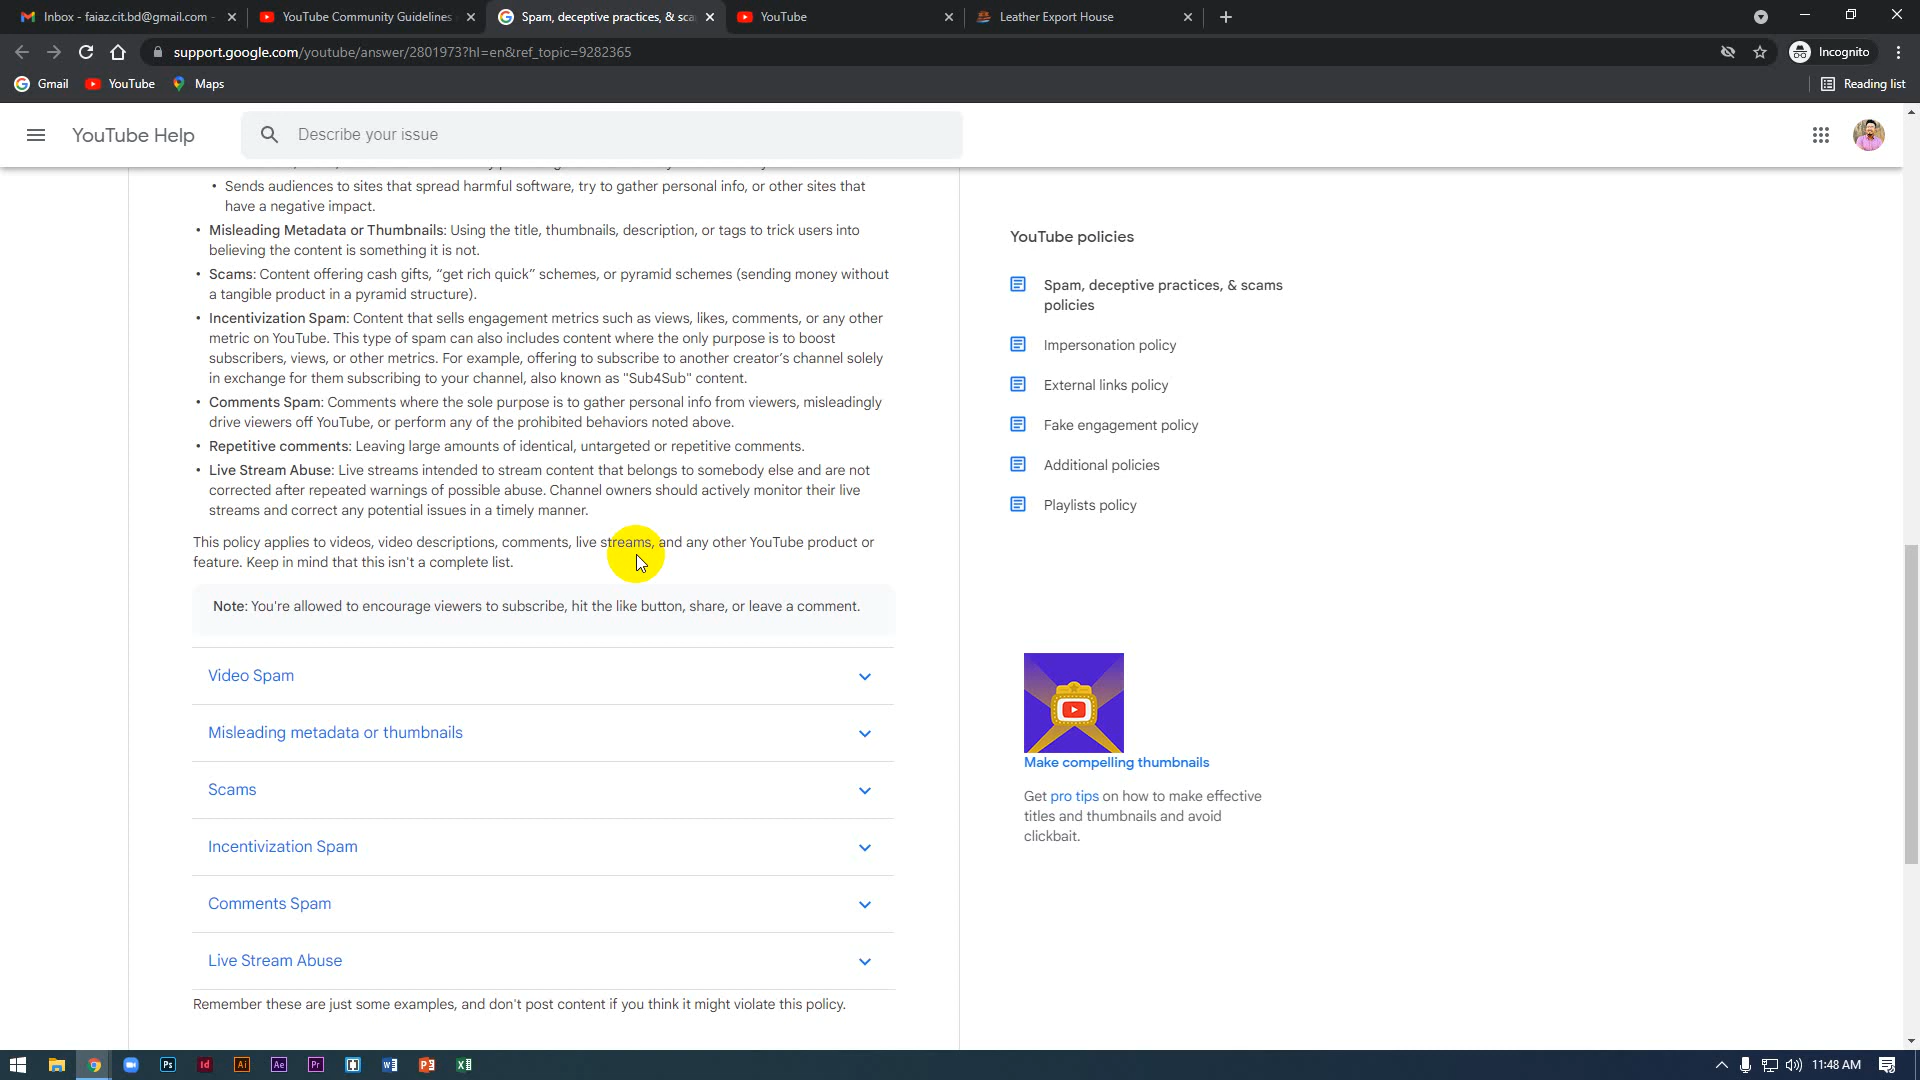 Inbox - faiaz.cit.bd@gmail.com -
YouTube Community Guidelines
Spam, deceptive practices, & sca
YouTube
Leather Export House
support.google.com/youtube/answer/2801973?hl=en&ref_topic=9282365
Incognito
Gmail
YouTube
Maps
Reading list
YouTube Help
Describe your issue
• Sends audiences to sites that spread harmful software, try to gather personal info, or other sites that
have a negative impact.
• Misleading Metadata or Thumbnails: Using the title, thumbnails, description, or tags to trick users into
believing the content is something it is not.
• Scams: Content offering cash gifts, “get rich quick” schemes, or pyramid schemes (sending money without
a tangible product in a pyramid structure).
• Incentivization Spam: Content that sells engagement metrics such as views, likes, comments, or any other
metric on YouTube. This type of spam can also includes content where the only purpose is to boost
subscribers, views, or other metrics. For example, offering to subscribe to another creator’s channel solely
in exchange for them subscribing to your channel, also known as "Sub4Sub" content.
• Comments Spam: Comments where the sole purpose is to gather personal info from viewers, misleadingly
drive viewers off YouTube, or perform any of the prohibited behaviors noted above.
• Repetitive comments: Leaving large amounts of identical, untargeted or repetitive comments.
• Live Stream Abuse: Live streams intended to stream content that belongs to somebody else and are not
corrected after repeated warnings of possible abuse. Channel owners should actively monitor their live
streams and correct any potential issues in a timely manner.
This policy applies to videos, video descriptions, comments, live streams, and any other YouTube product or
feature. Keep in mind that this isn't a complete list.
Note: You're allowed to encourage viewers to subscribe, hit the like button, share, or leave a comment.
Video Spam
Misleading metadata or thumbnails
Scams
Incentivization Spam
Comments Spam
Live Stream Abuse
Remember these are just some examples, and don't post content if you think it might violate this policy.
YouTube policies
Spam, deceptive practices, & scams
policies
Impersonation policy
External links policy
Fake engagement policy
Additional policies
Playlists policy
Make compelling thumbnails
Get pro tips on how to make effective
titles and thumbnails and avoid
clickbait.
Ps
Id
Ai
Ae
Pr
11:48 AM